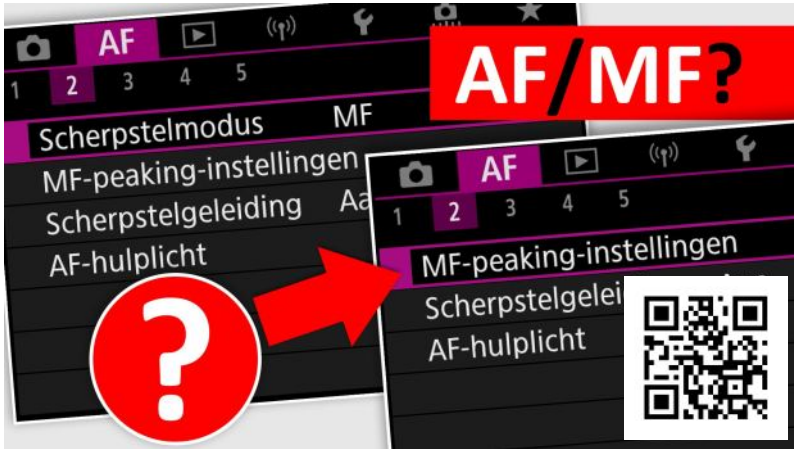 AF
1 2 3 4 5
Scherpstelmodus MF
MF-peaking-instellingen
Scherpstelgeleiding
AF-hulplicht
AF/MF?
AF
1 2 3 4 5
MF-peaking-instellingen
AF-hulplicht
?